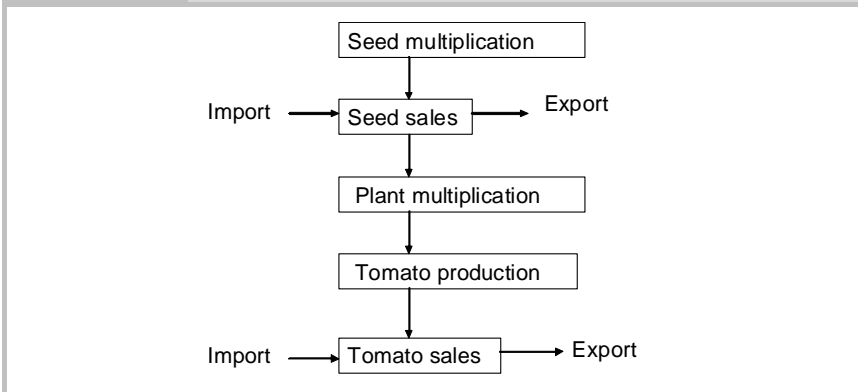 Seed multiplication
Import
Seed sales
Export
Plant multiplication
Tomato production
Import
Tomato sales
Export